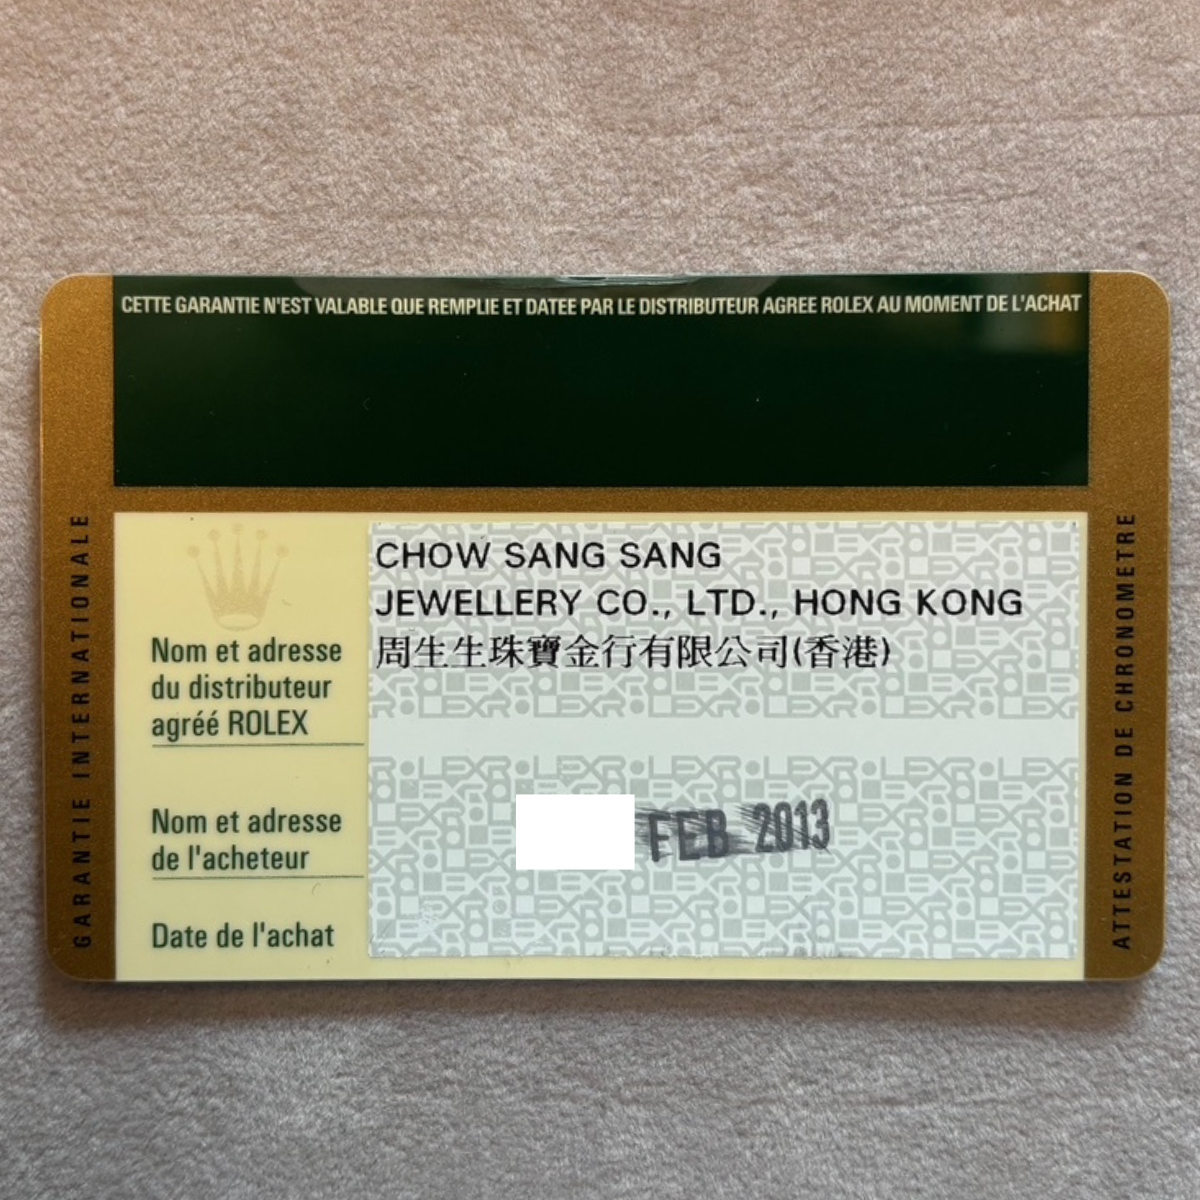 CETTE GARANTIE N'EST VALABLE QUE REMPLIE ET DATEE PAR LE DISTRIBUTEUR AGREE ROLEX AU MOMENT DE L'ACHAT
GARANTIE INTERNATIONALE
CHOW SANG SANG
JEWELLERY CO., LTD., HONG KONG
周生生珠寶金行有限公司(香港)
Nom et adresse
du distributeur
agréé ROLEX
Nom et adresse
de l'acheteur
FEB 2013
Date de l'achat
ATTESTATION DE CHRONOMETRE